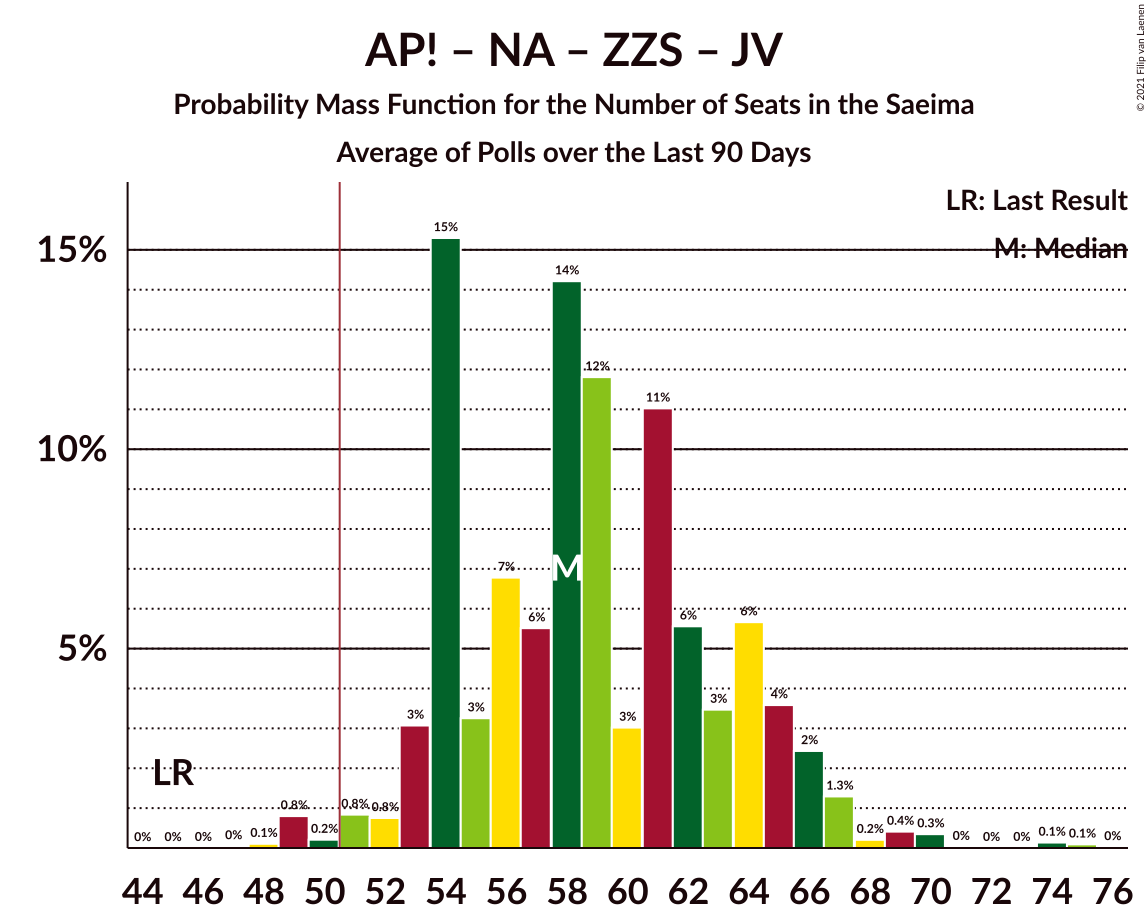 AP! – NA – ZZS – JV
Probability Mass Function for the Number of Seats in the Saeima
Average of Polls over the Last 90 Days
© 2021 Filip van Laenen
LR: Last Result
M: Median
15%
10%
5%
LR
M
0% 0% 0% 0% 0.1% 0.8% 0.2% 0.8% 0.8% 3% 15% 3% 7% 6% 14% 12% 3% 11% 6% 3% 6% 4% 2% 1.3% 0.2% 0.4% 0.3% 0% 0% 0% 0.1% 0.1% 0%
44 46 48 50 52 54 56 58 60 62 64 66 68 70 72 74 76